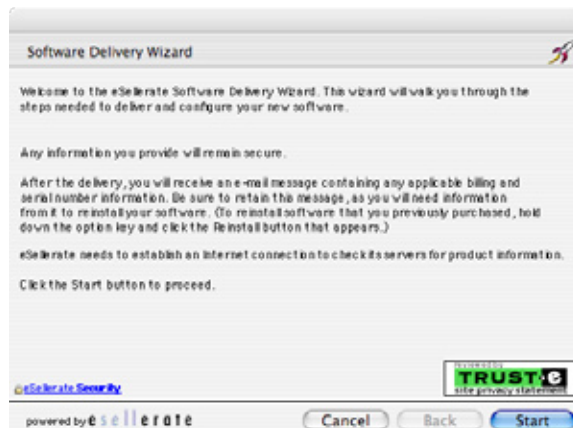 Software Delivery Wizard
Welcome to the eSellerate Software Delivery Wizard. This wizard will walk you through the
steps needed to deliver and configure your new software.
Any information you provide will remain secure.
After the delivery, you will receive an e-mail message containing any applicable billing and
serial number information. Be sure to retain this message, as you will need information
from it to reinstall your software. (To reinstall software that you previously purchased, hold
down the option key and click the Reinstall button that appears.)
eSellerate needs to establish an Internet connection to check its servers for product information.
Click the Start button to proceed.
eSellerate Security
TRUST-e
site privacy statement
powered by esellerate
Cancel
Back
Start